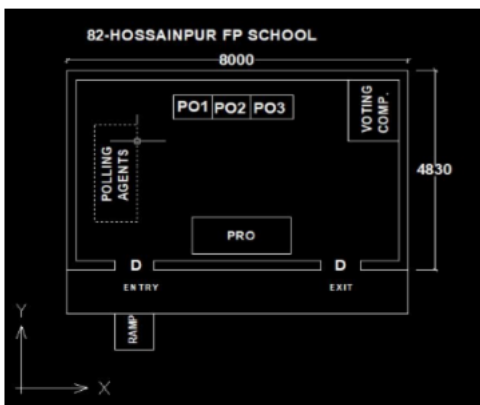 82-HOSSAINPUR FP SCHOOL
8000
PO1 PO2 PO3
VOTING
COMP.
POLLING
AGENTS
4830
PRO
D
D
ENTRY
EXIT
RAMP
Y
X